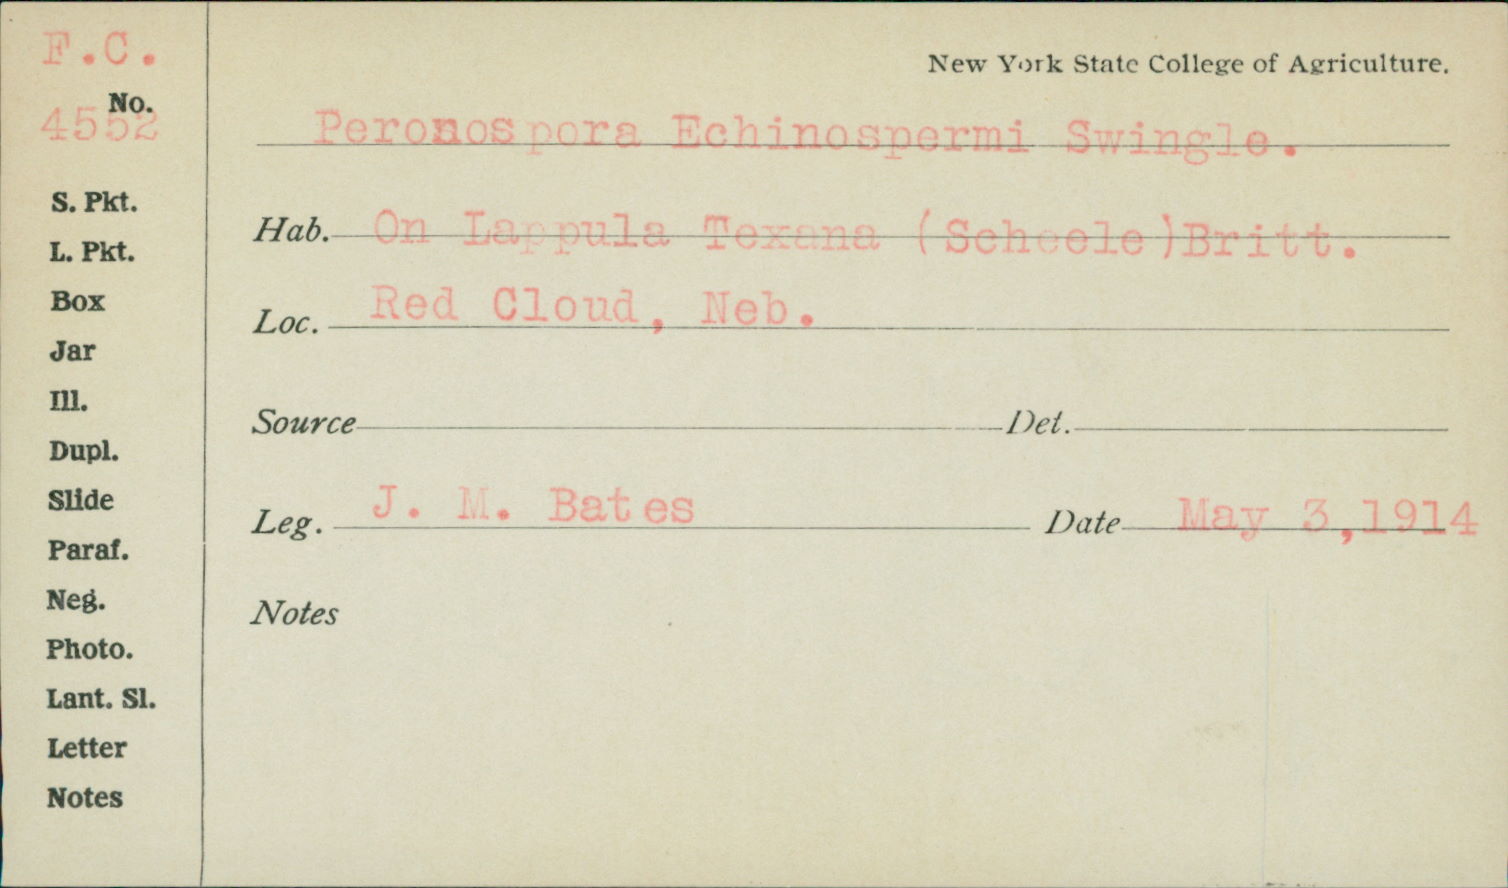 F.C.
No.
4552
S. Pkt.
L. Pkt.
Box
Jar
Ill.
Dupl.
Slide
Paraf.
Neg.
Photo.
Lant. Sl.
Letter
Notes
New York State College of Agriculture.
Peronospora Echinospermi Swingle.
Hab. On Lappula Texana (Scheele)Britt.
Loc. Red Cloud, Neb.
Source Det.
Leg. J. M. Bates Date May 3,1914
Notes